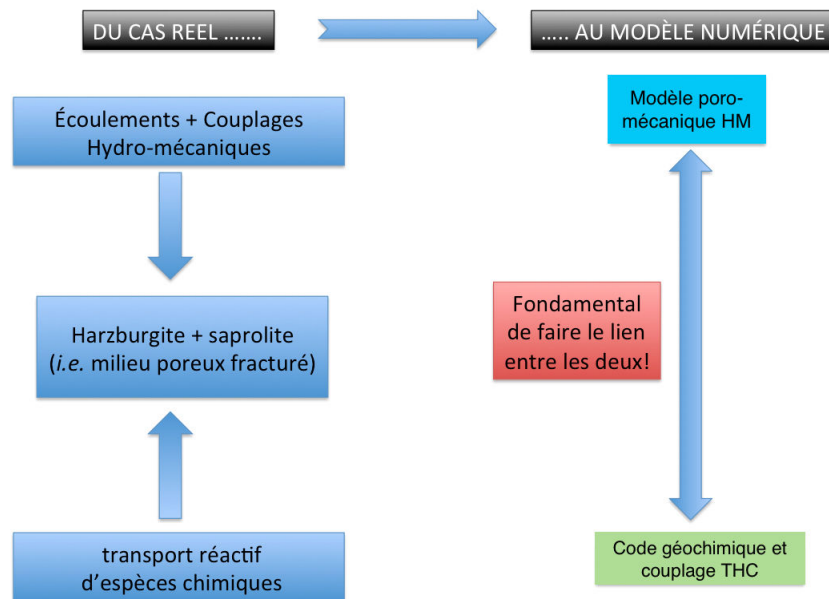 DU CAS REEL .......
..... AU MODÈLE NUMÉRIQUE
Écoulements + Couplages
Hydro-mécaniques
Harzburgite + saprolite
(i.e. milieu poreux fracturé)
transport réactif
d'espèces chimiques
Modèle poro-
mécanique HM
Fondamental
de faire le lien
entre les deux!
Code géochimique et
couplage THC